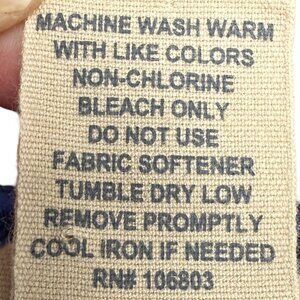 MACHINE WASH WARM
WITH LIKE COLORS
NON-CHLORINE
BLEACH ONLY
DO NOT USE
FABRIC SOFTENER
TUMBLE DRY LOW
REMOVE PROMPTLY
COOL IRON IF NEEDED
RN# 106803